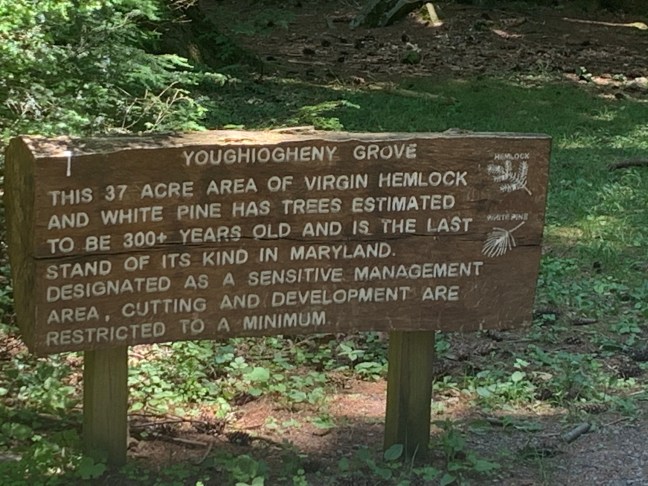 YOUGHIOGHENY GROVE
THIS 37 ACRE AREA OF VIRGIN HEMLOCK
AND WHITE PINE HAS TREES ESTIMATED
TO BE 300+ YEARS OLD AND IS THE LAST
STAND OF ITS KIND IN MARYLAND.
DESIGNATED AS A SENSITIVE MANAGEMENT
AREA, CUTTING AND DEVELOPMENT ARE
RESTRICTED TO A MINIMUM
HEMLOCK
WHITE PINE